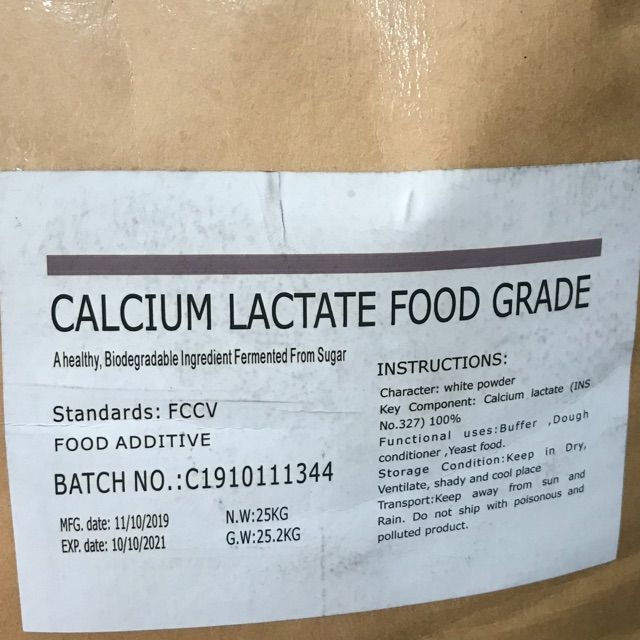 CALCIUM LACTATE FOOD GRADE
A healthy, Biodegradable Ingredient Fermented From Sugar
Standards: FCCV
FOOD ADDITIVE
BATCH NO.:C1910111344
MFG. date: 11/10/2019
EXP. date: 10/10/2021
N.W:25KG
G.W:25.2KG
INSTRUCTIONS:
Character: white powder
Key Component: Calcium lactate (INS
No.327) 100%
Functional uses:Buffer ,Dough
conditioner ,Yeast food.
Storage Condition:Keep in Dry,
Ventilate, shady and cool place
Transport:Keep away from sun and
Rain. Do not ship with poisonous and
polluted product.